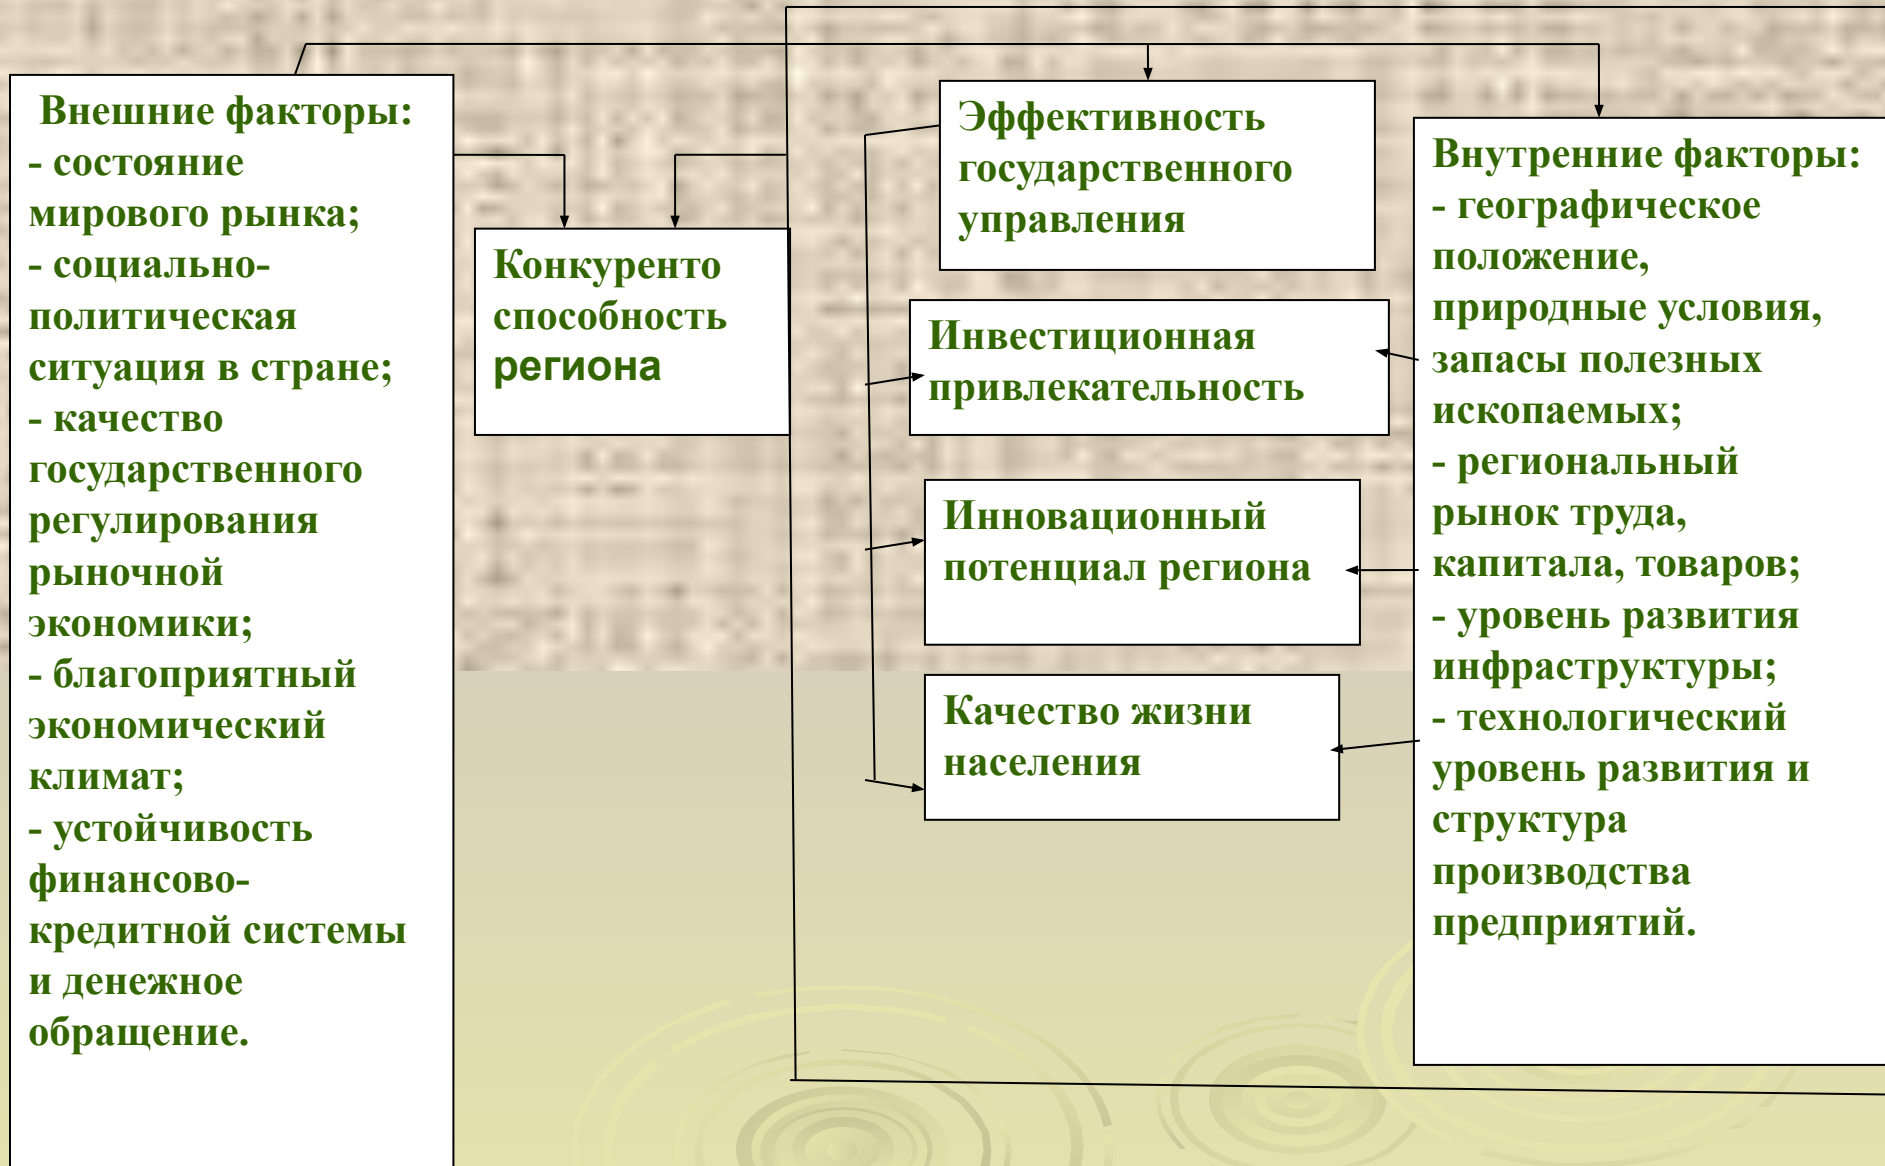 Внешние факторы:
- состояние
мирового рынка;
- социально-
политическая
ситуация в стране;
- качество
государственного
регулирования
рыночной
экономики;
- благоприятный
экономический
климат;
- устойчивость
финансово-
кредитной системы
и денежное
обращение.
Конкуренто
способность
региона
Эффективность
государственного
управления
Инвестиционная
привлекательность
Инновационный
потенциал региона
Качество жизни
населения
Внутренние факторы:
- географическое
положение,
природные условия,
запасы полезных
ископаемых;
- региональный
рынок труда,
капитала, товаров;
- уровень развития
инфраструктуры;
- технологический
уровень развития и
структура
производства
предприятий.